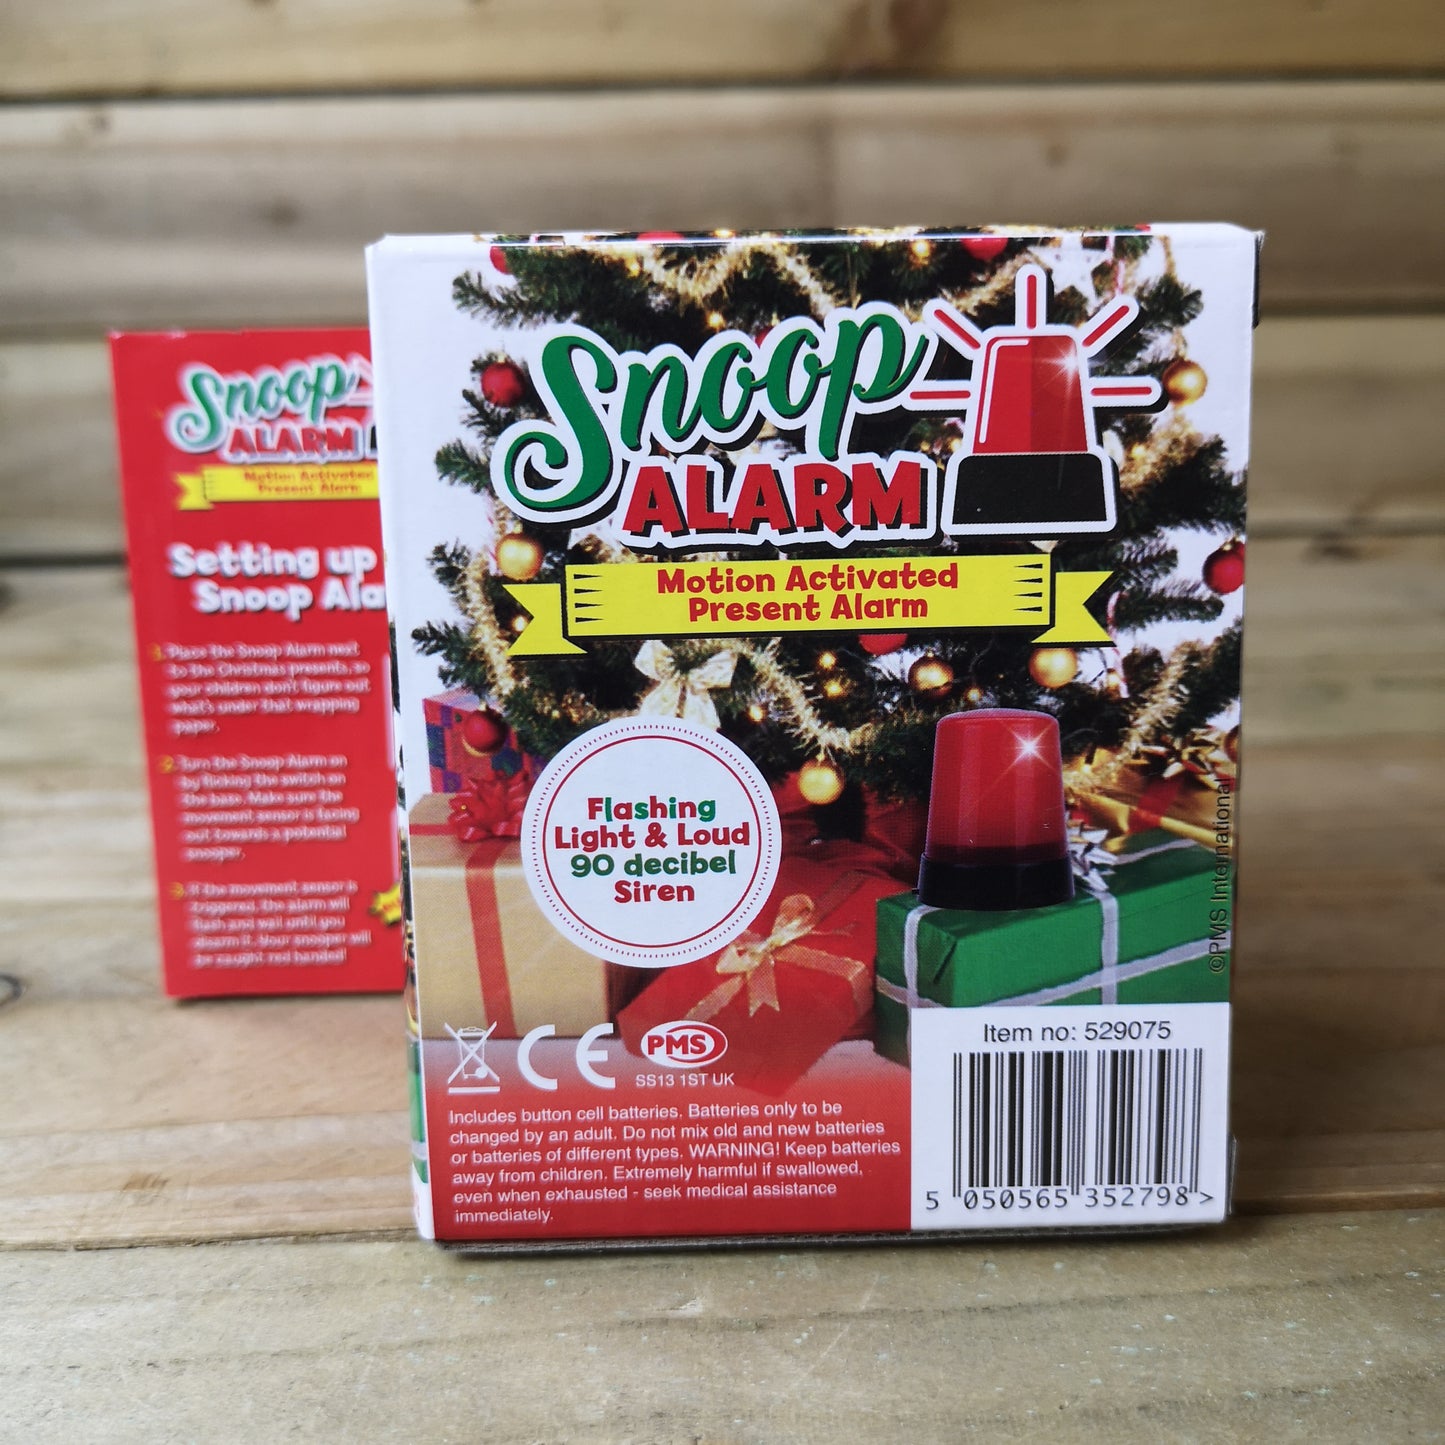 Snoop
ALARM
Motion Activated
Present Alarm
Setting up
Snoop Ala
1. Place the Snoop Alarm next
to the Christmas presents, so
your children don't figure out
what's under that wrapping
paper.
2. Turn the Snoop Alarm on
by flicking the switch on
the base. Make sure the
movement sensor is facing
out towards a potential
snooper.
3. If the movement sensor is
triggered, the alarm will
flash and wail until you
disarm it. Your snooper will
be caught red handed!
Snoop
ALARM
Motion Activated
Present Alarm
Flashing
Light & Loud
90 decibel
Siren
©PMS International
CE
PMS
SS13 1ST UK
Includes button cell batteries. Batteries only to be
changed by an adult. Do not mix old and new batteries
or batteries of different types. WARNING! Keep batteries
away from children. Extremely harmful if swallowed,
even when exhausted - seek medical assistance
immediately.
Item no: 529075
5 050565 352798 >